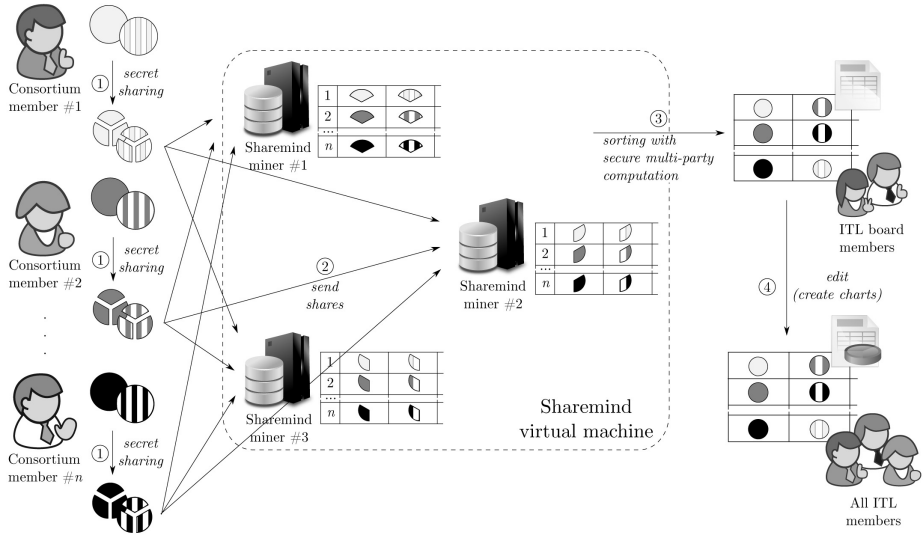 Consortium
member #1
① secret
sharing
Consortium
member #2
① secret
sharing
.
.
.
Consortium
member #n
① secret
sharing
Sharemind
miner #1
1
2
...
n
② send
shares
Sharemind
miner #2
1
2
...
n
Sharemind
miner #3
1
2
...
n
Sharemind
virtual machine
③
sorting with
secure multi-party
computation
ITL board
members
④ edit
(create charts)
All ITL
members